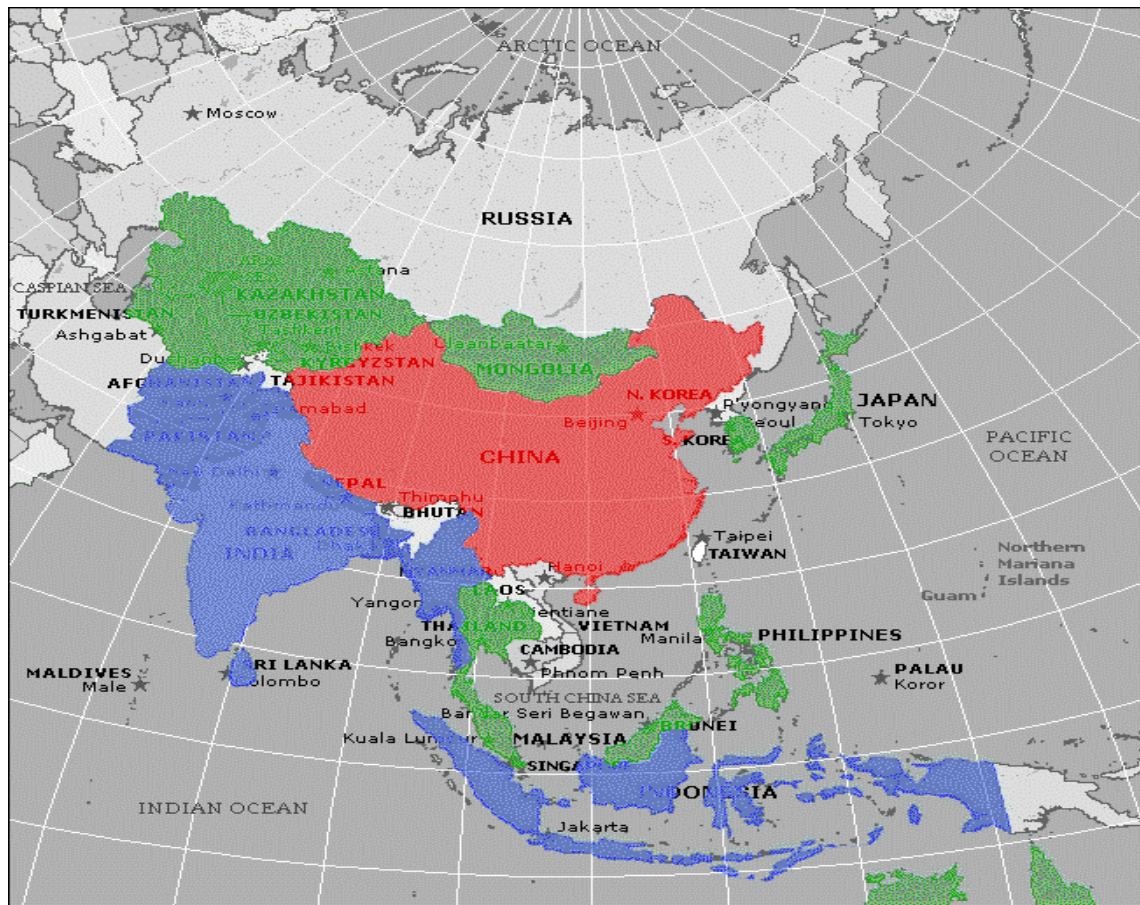 ARCTIC OCEAN
Moscow
RUSSIA
Astana
CASPIAN SEA
KAZAKHSTAN
TURKMENISTAN
UZBEKISTAN
Ashgabat
Tashkent
Bishkek
Ulaanbaatar
Dushanbe
KYRGYZSTAN
MONGOLIA
AFGHANISTAN
TAJIKISTAN
N. KOREA
P'yongyang
JAPAN
Beijing
Seoul
Tokyo
PAKISTAN
S. KOREA
PACIFIC
OCEAN
CHINA
New Delhi
NEPAL
Thimphu
Kathmandu
BHUTAN
BANGLADESH
Taipei
INDIA
TAIWAN
Northern
Mariana
Islands
Hanoi
MYANMAR
LAOS
Guam
Yangon
Vientiane
THAILAND
VIETNAM
Manila
PHILIPPINES
Bangkok
CAMBODIA
SRI LANKA
MALDIVES
Phnom Penh
PALAU
Male
Colombo
Koror
SOUTH CHINA SEA
Bandar Seri Begawan
BRUNEI
Kuala Lumpur
MALAYSIA
SINGAPORE
INDONESIA
INDIAN OCEAN
Jakarta